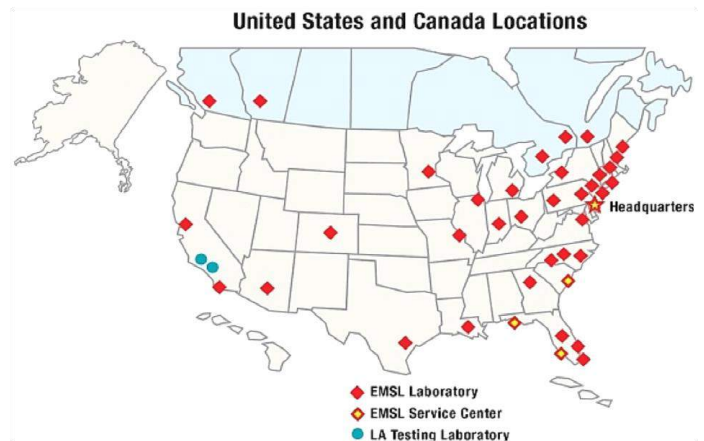 United States and Canada Locations
Headquarters
EMSL Laboratory
EMSL Service Center
LA Testing Laboratory